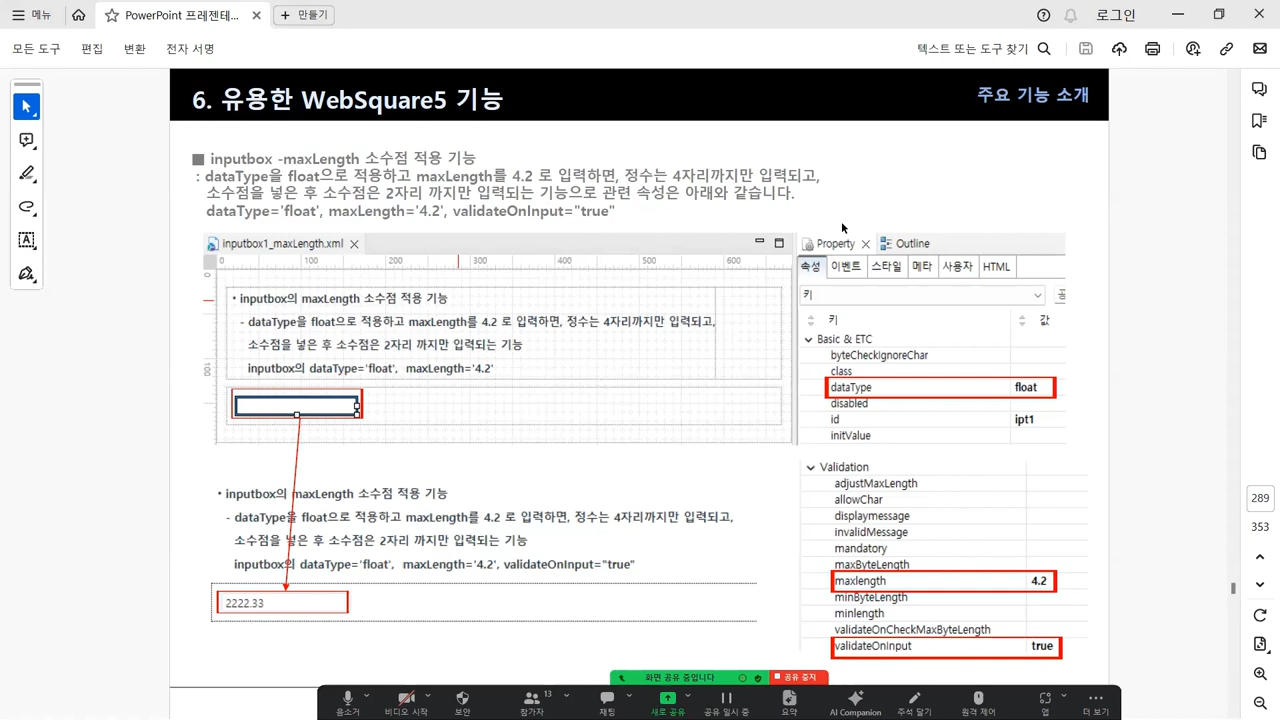 메뉴
PowerPoint 프레젠테...
만들기
로그인
모든 도구
편집
변환
전자 서명
텍스트 또는 도구 찾기
6. 유용한 WebSquare5 기능
주요 기능 소개
■ inputbox -maxLength 소수점 적용 기능
: dataType을 float으로 적용하고 maxLength를 4.2 로 입력하면, 정수는 4자리까지만 입력되고,
소수점을 넣은 후 소수점은 2자리 까지만 입력되는 기능으로 관련 속성은 아래와 같습니다.
dataType='float', maxLength='4.2', validateOnInput="true"
inputbox1_maxLength.xml
0 100 200 300 400 500 600
0
100
• inputbox의 maxLength 소수점 적용 기능
- dataType을 float으로 적용하고 maxLength를 4.2 로 입력하면, 정수는 4자리까지만 입력되고,
소수점을 넣은 후 소수점은 2자리 까지만 입력되는 기능
inputbox의 dataType='float', maxLength='4.2'
Property
Outline
속성 이벤트 스타일 메타 사용자 HTML
키
키 값
Basic & ETC
byteCheckIgnoreChar
class
dataType float
disabled
id ipt1
initValue
Validation
adjustMaxLength
allowChar
displaymessage
invalidMessage
mandatory
maxByteLength
maxlength 4.2
minByteLength
minlength
validateOnCheckMaxByteLength
validateOnInput true
• inputbox의 maxLength 소수점 적용 기능
- dataType을 float으로 적용하고 maxLength를 4.2 로 입력하면, 정수는 4자리까지만 입력되고,
소수점을 넣은 후 소수점은 2자리 까지만 입력되는 기능
inputbox의 dataType='float', maxLength='4.2', validateOnInput="true"
2222.33
289
353
화면 공유 중입니다
공유 중지
음소거
비디오 시작
보안
13
참가자
채팅
새로 공유
공유 일시 중
요약
AI Companion
주석 달기
원격 제어
앱
더 보기